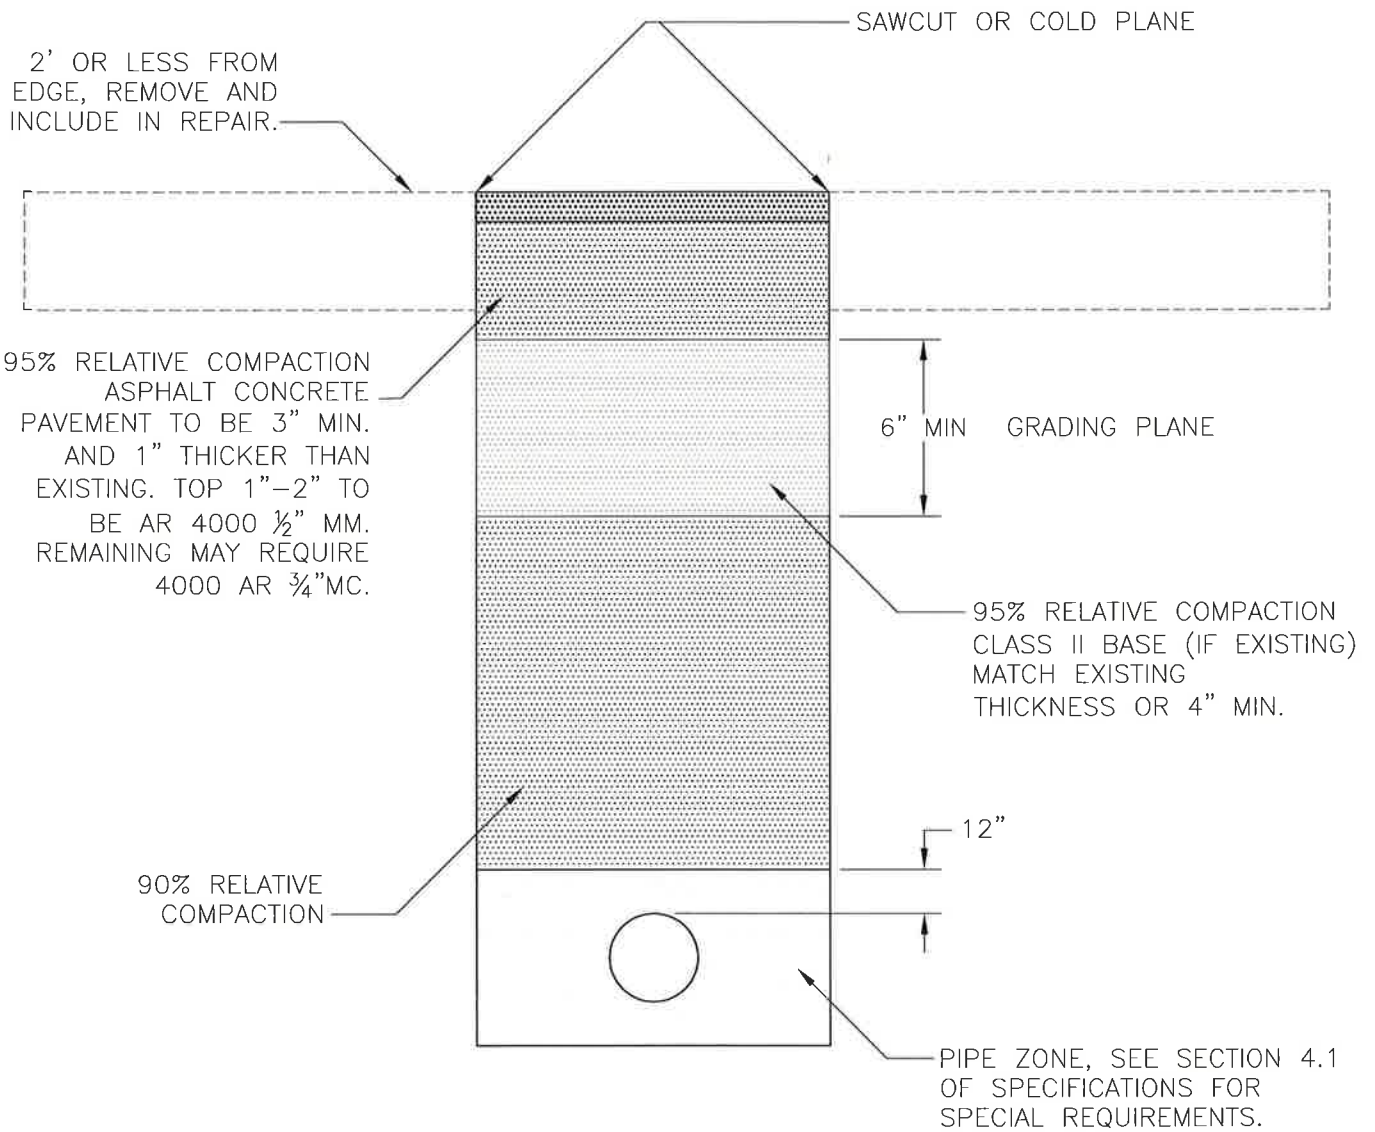 SAWCUT OR COLD PLANE
2' OR LESS FROM
EDGE, REMOVE AND
INCLUDE IN REPAIR.
95% RELATIVE COMPACTION
ASPHALT CONCRETE
PAVEMENT TO BE 3" MIN.
AND 1" THICKER THAN
EXISTING. TOP 1"-2" TO
BE AR 4000 ½" MM.
REMAINING MAY REQUIRE
4000 AR ¾"MC.
6" MIN GRADING PLANE
95% RELATIVE COMPACTION
CLASS II BASE (IF EXISTING)
MATCH EXISTING
THICKNESS OR 4" MIN.
12"
90% RELATIVE
COMPACTION
PIPE ZONE, SEE SECTION 4.1
OF SPECIFICATIONS FOR
SPECIAL REQUIREMENTS.